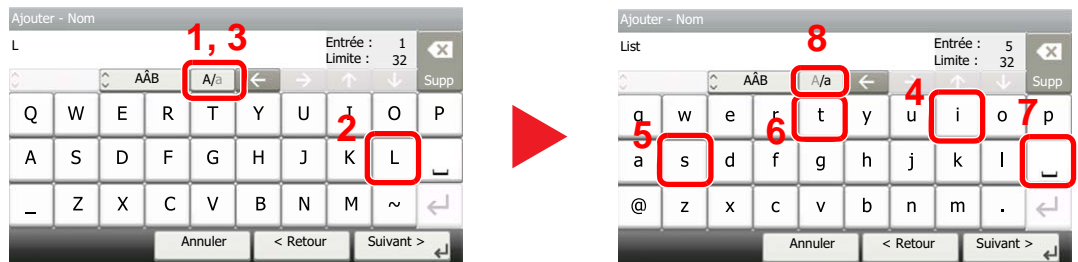 Ajouter - Nom
L
Entrée : 1
Limite : 32
1, 3
AÂB A/a ← → ↑ ↓ Supp
Q W E R T Y U I O P
2
A S D F G H J K L ⎵
_ Z X C V B N M ~
Annuler < Retour Suivant >
Ajouter - Nom
List
Entrée : 5
Limite : 32
8
AÂB A/a ← → ↑ ↓ Supp
4
7
q w e r t y u i o p
5
6
a s d f g h j k l ⎵
@ z x c v b n m .
Annuler < Retour Suivant >